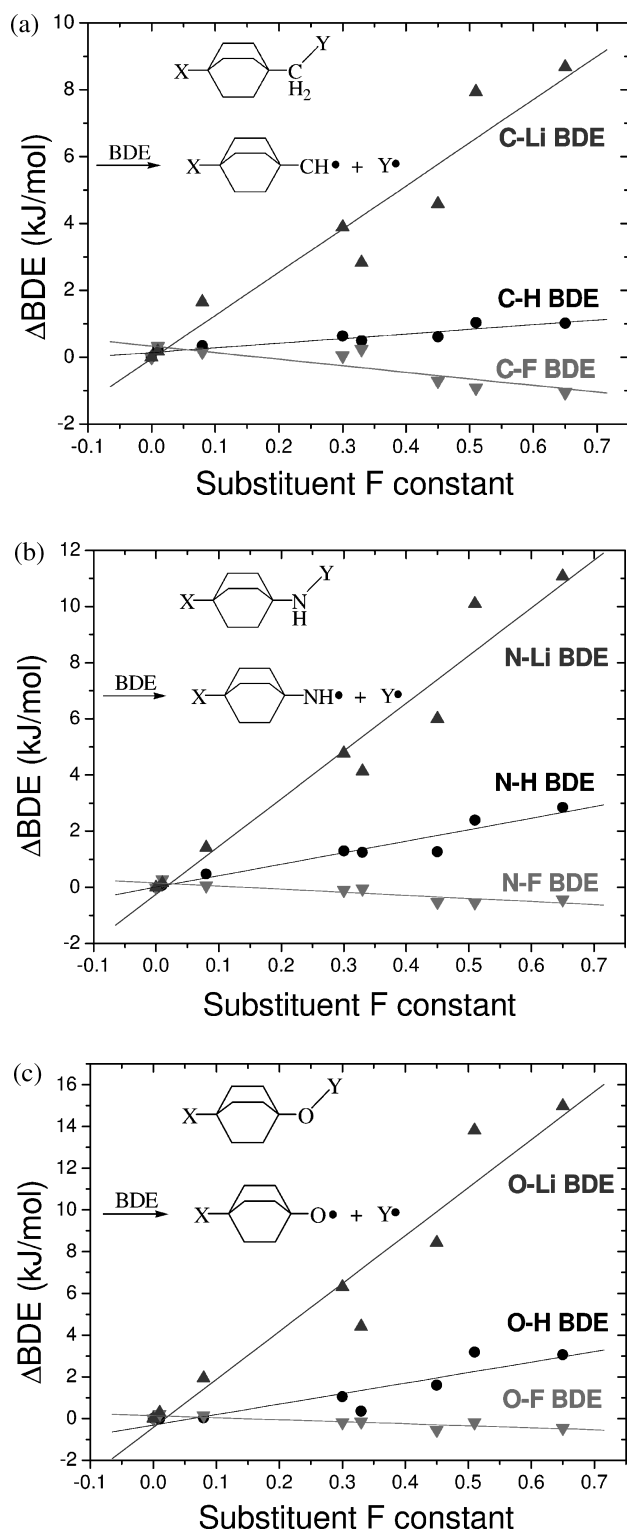 (a)
10
8
6
4
2
0
-2
ΔBDE (kJ/mol)
Y
X
C
H2
BDE
X
CH• + Y•
C-Li BDE
C-H BDE
C-F BDE
-0.1 0.0 0.1 0.2 0.3 0.4 0.5 0.6 0.7
Substituent F constant
(b)
12
10
8
6
4
2
0
-2
ΔBDE (kJ/mol)
Y
X
N
H
BDE
X
NH• + Y•
N-Li BDE
N-H BDE
N-F BDE
-0.1 0.0 0.1 0.2 0.3 0.4 0.5 0.6 0.7
Substituent F constant
(c)
16
14
12
10
8
6
4
2
0
-2
ΔBDE (kJ/mol)
Y
X
O
BDE
X
O• + Y•
O-Li BDE
O-H BDE
O-F BDE
-0.1 0.0 0.1 0.2 0.3 0.4 0.5 0.6 0.7
Substituent F constant